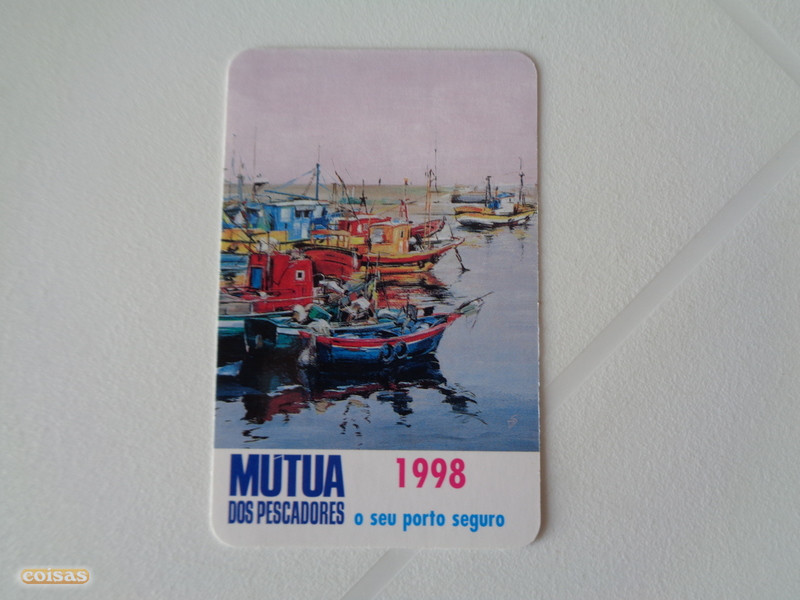 MÚTUA
DOS PESCADORES
1998
o seu porto seguro
coisas